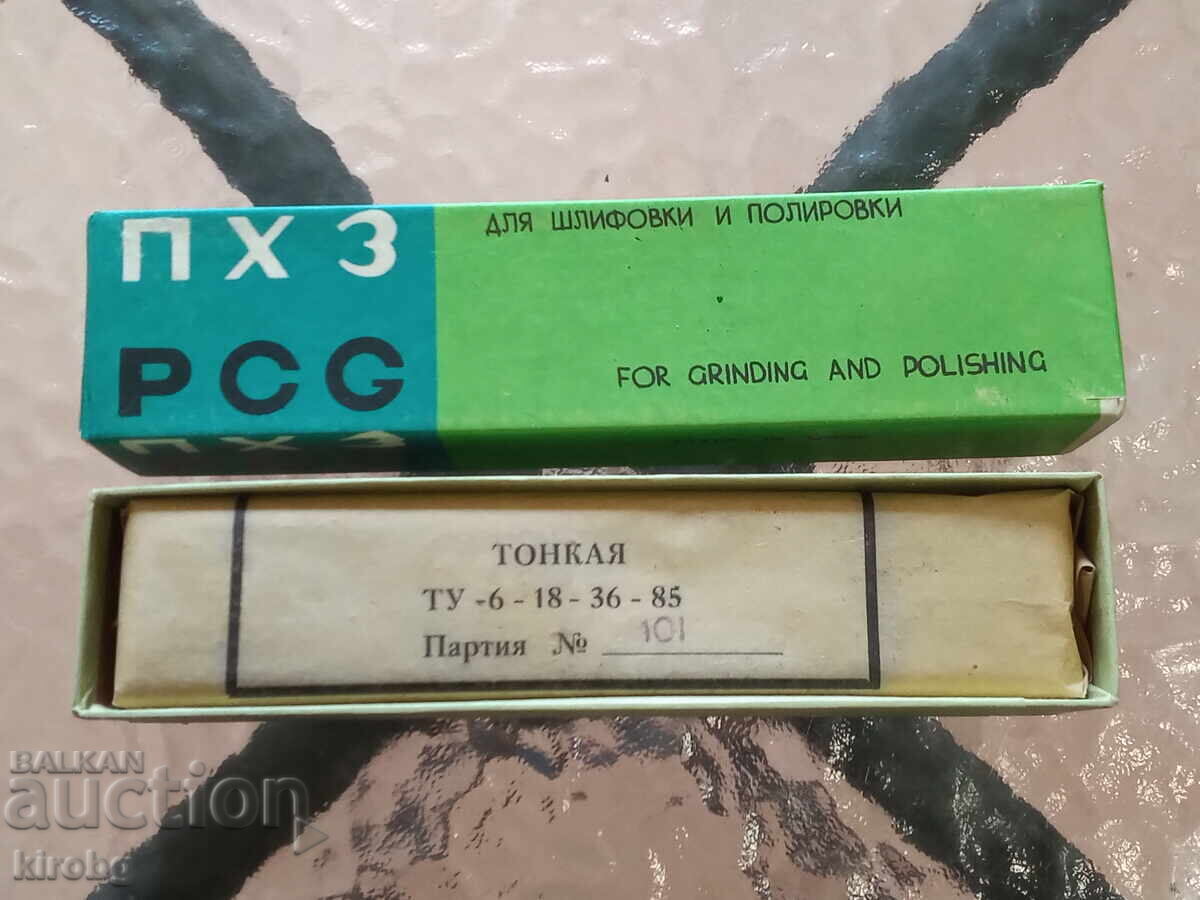 ПХЗ
PCG
ДЛЯ ШЛИФОВКИ И ПОЛИРОВКИ
FOR GRINDING AND POLISHING
ПХЗ
ТОНКАЯ
ТУ -6 - 18 - 36 - 85
Партия № 101
BALKAN
auction
kirobg